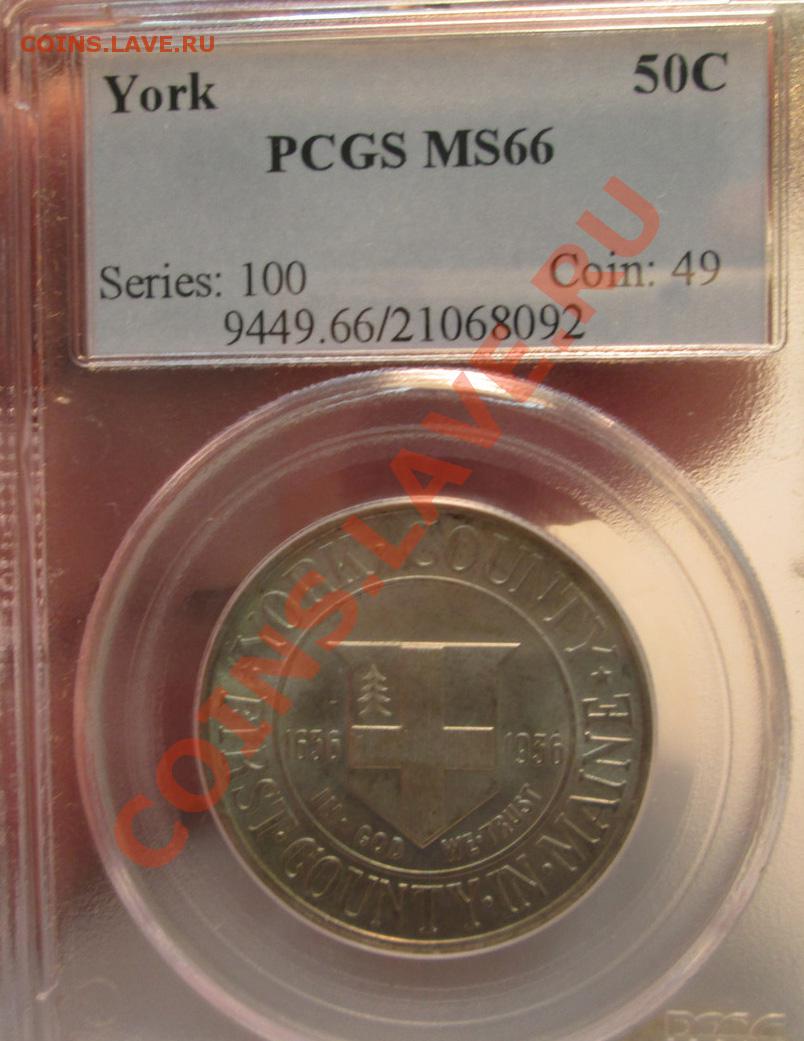 COINS.LAVE.RU
York 50C
PCGS MS66
Series: 100 Coin: 49
9449.66/21068092
COINS.LAVE.RU
YORK COUNTY
FIRST·COUNTY·IN·MAINE
1636 1936
IN·GOD WE·TRUST
PCGS